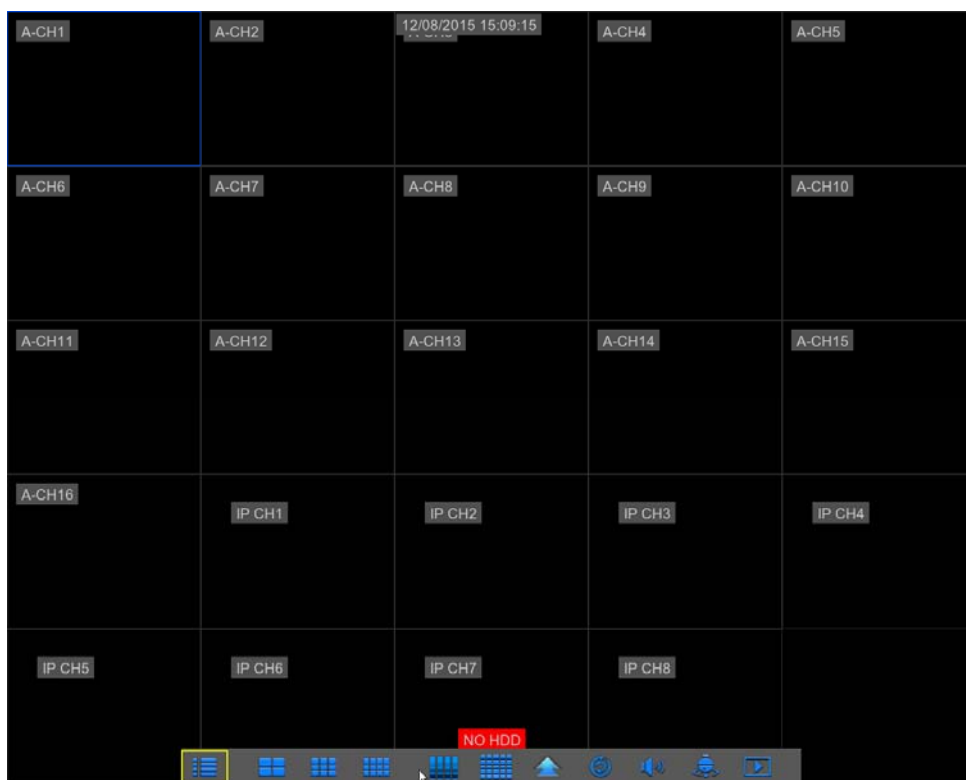 12/08/2015 15:09:15
A-CH1
A-CH2
A-CH4
A-CH5
A-CH6
A-CH7
A-CH8
A-CH9
A-CH10
A-CH11
A-CH12
A-CH13
A-CH14
A-CH15
A-CH16
IP CH1
IP CH2
IP CH3
IP CH4
IP CH5
IP CH6
IP CH7
IP CH8
NO HDD